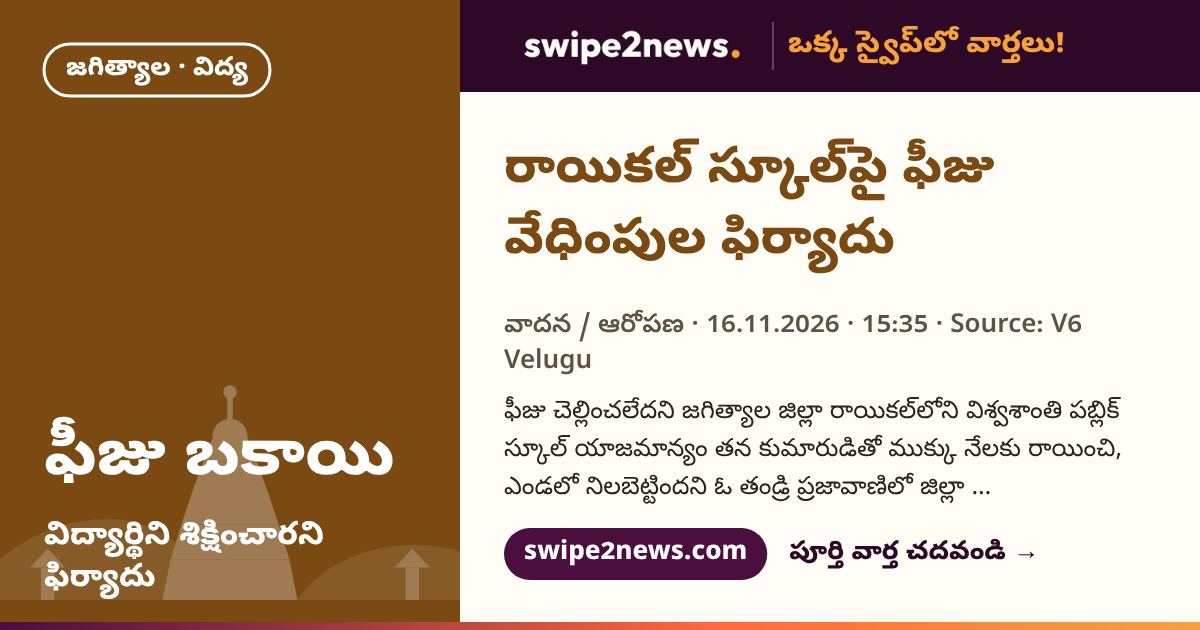 జగిత్యాల · విద్య
ఫీజు బకాయి
విద్యార్థిని శిక్షించారని
ఫిర్యాదు
swipe2news.
ఒక్క స్వైప్‌లో వార్తలు!
రాయికల్ స్కూల్‌పై ఫీజు
వేధింపుల ఫిర్యాదు
వాదన / ఆరోపణ · 16.11.2026 · 15:35 · Source: V6
Velugu
ఫీజు చెల్లించలేదని జగిత్యాల జిల్లా రాయికల్‌లోని విశ్వశాంతి పబ్లిక్
స్కూల్ యాజమాన్యం తన కుమారుడితో ముక్కు నేలకు రాయించి,
ఎండలో నిలబెట్టిందని ఓ తండ్రి ప్రజావాణిలో జిల్లా ...
swipe2news.com
పూర్తి వార్త చదవండి →